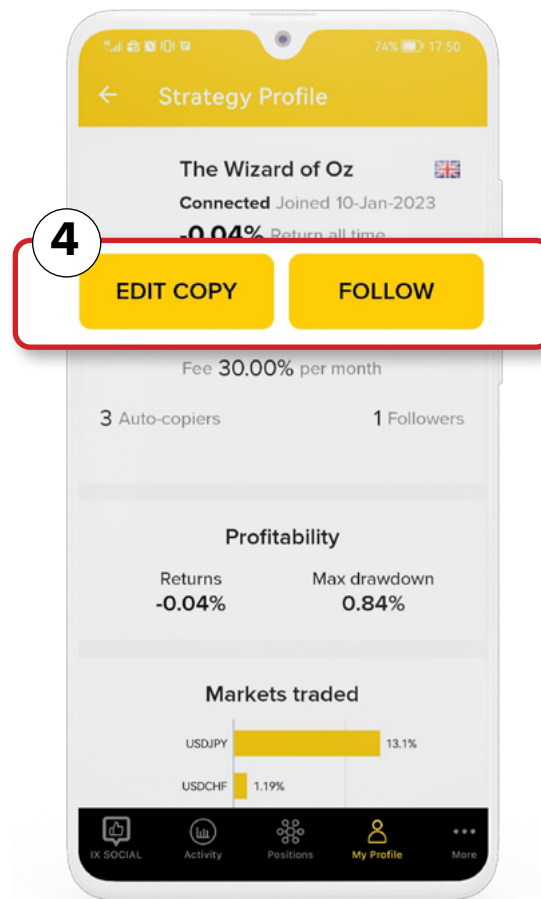 74% 17:50
Strategy Profile
The Wizard of Oz
Connected Joined 10-Jan-2023
-0.04% Return all time
4
EDIT COPY FOLLOW
Fee 30.00% per month
3 Auto-copiers 1 Followers
Profitability
Returns Max drawdown
-0.04% 0.84%
Markets traded
USDJPY 13.1%
USDCHF 1.19%
IX SOCIAL Activity Positions My Profile More